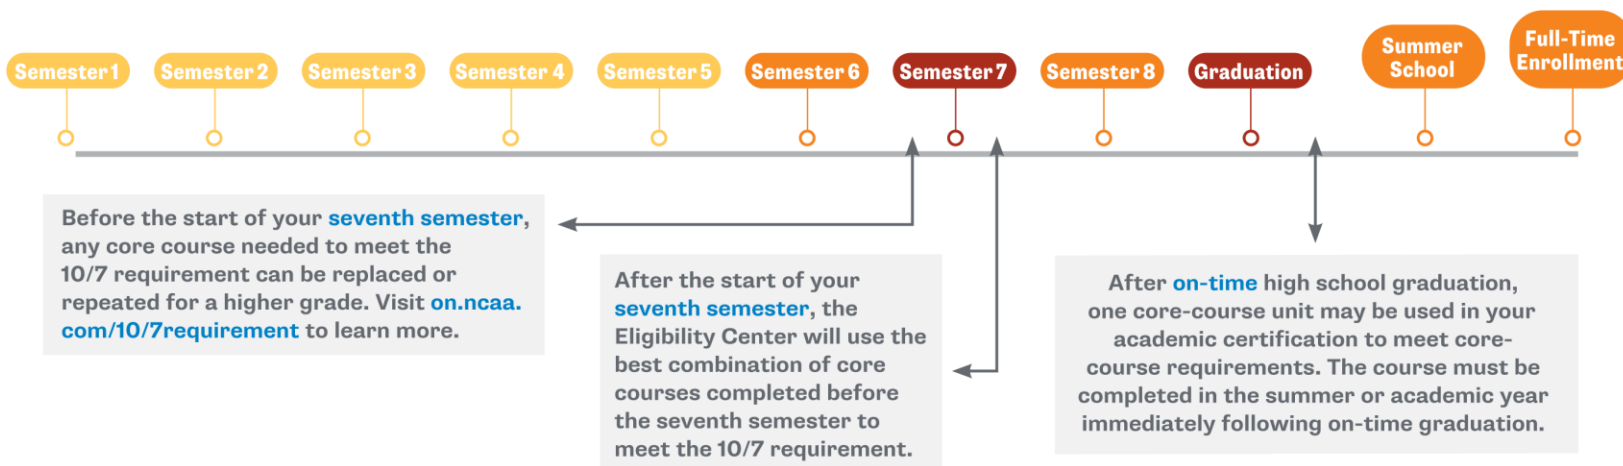 Semester 1
Semester 2
Semester 3
Semester 4
Semester 5
Semester 6
Semester 7
Semester 8
Graduation
Summer
School
Full-Time
Enrollment
Before the start of your seventh semester,
any core course needed to meet the
10/7 requirement can be replaced or
repeated for a higher grade. Visit on.ncaa.
com/10/7requirement to learn more.
After the start of your
seventh semester, the
Eligibility Center will use the
best combination of core
courses completed before
the seventh semester to
meet the 10/7 requirement.
After on-time high school graduation,
one core-course unit may be used in your
academic certification to meet core-
course requirements. The course must be
completed in the summer or academic year
immediately following on-time graduation.